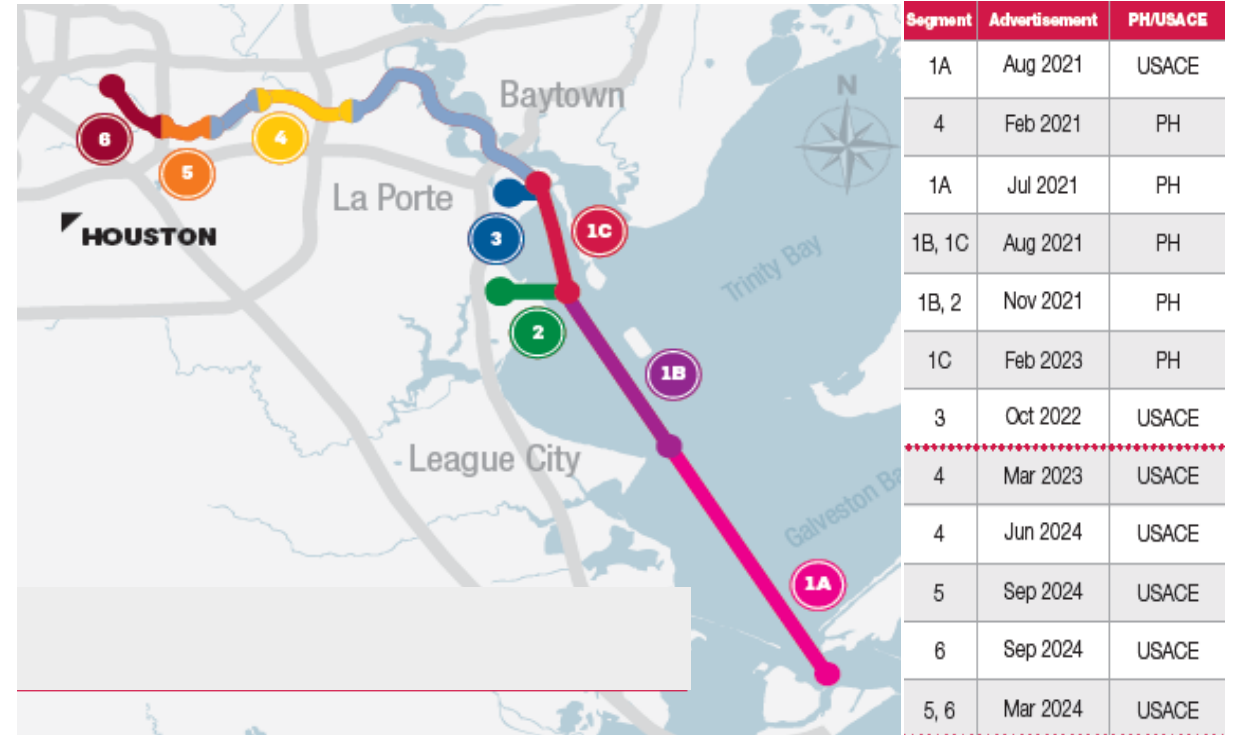 Baytown
N
6
4
5
La Porte
HOUSTON
3
1C
Trinity Bay
2
1B
League City
Galveston Ba
1A
Segment Advertisement PH/USACE
1A Aug 2021 USACE
4 Feb 2021 PH
1A Jul 2021 PH
1B, 1C Aug 2021 PH
1B, 2 Nov 2021 PH
1C Feb 2023 PH
3 Oct 2022 USACE
4 Mar 2023 USACE
4 Jun 2024 USACE
5 Sep 2024 USACE
6 Sep 2024 USACE
5, 6 Mar 2024 USACE